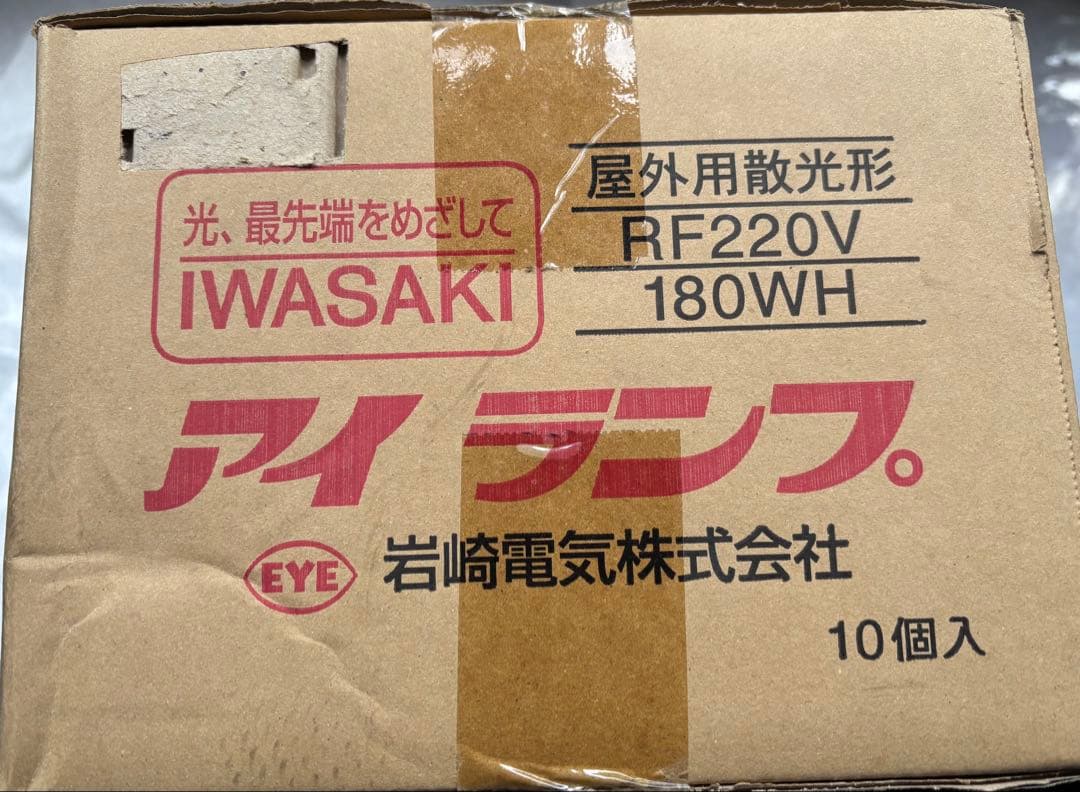 光、最先端をめざして
IWASAKI
屋外用散光形
RF220V
180WH
アイランプ。
EYE
岩崎電気株式会社
10個入